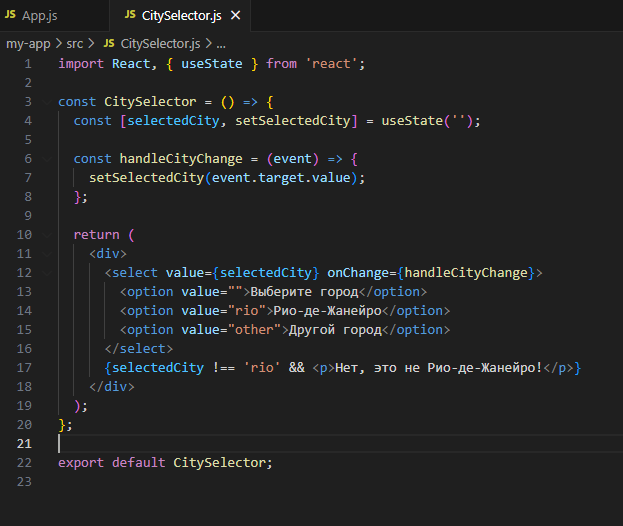 JS App.js JS CitySelector.js ×
my-app > src > JS CitySelector.js > ...
1 import React, { useState } from 'react';
2
3 const CitySelector = () => {
4 const [selectedCity, setSelectedCity] = useState('');
5
6 const handleCityChange = (event) => {
7 setSelectedCity(event.target.value);
8 };
9
10 return (
11 <div>
12 <select value={selectedCity} onChange={handleCityChange}>
13 <option value="">Выберите город</option>
14 <option value="rio">Рио-де-Жанейро</option>
15 <option value="other">Другой город</option>
16 </select>
17 {selectedCity !== 'rio' && <p>Нет, это не Рио-де-Жанейро!</p>}
18 </div>
19 );
20 };
21
22 export default CitySelector;
23